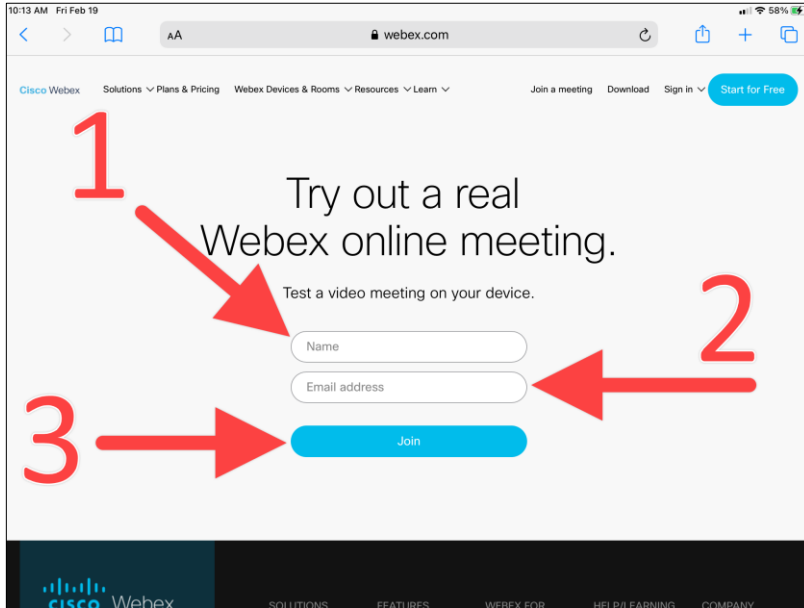 10:13 AM Fri Feb 19 58%
AA webex.com
Cisco Webex Solutions Plans & Pricing Webex Devices & Rooms Resources Learn Join a meeting Download Sign in Start for Free
1
Try out a real
Webex online meeting.
Test a video meeting on your device.
2
Name
Email address
3
Join
CISCO Webex
SOLUTIONS FEATURES WEBEX FOR HELP/LEARNING COMPANY